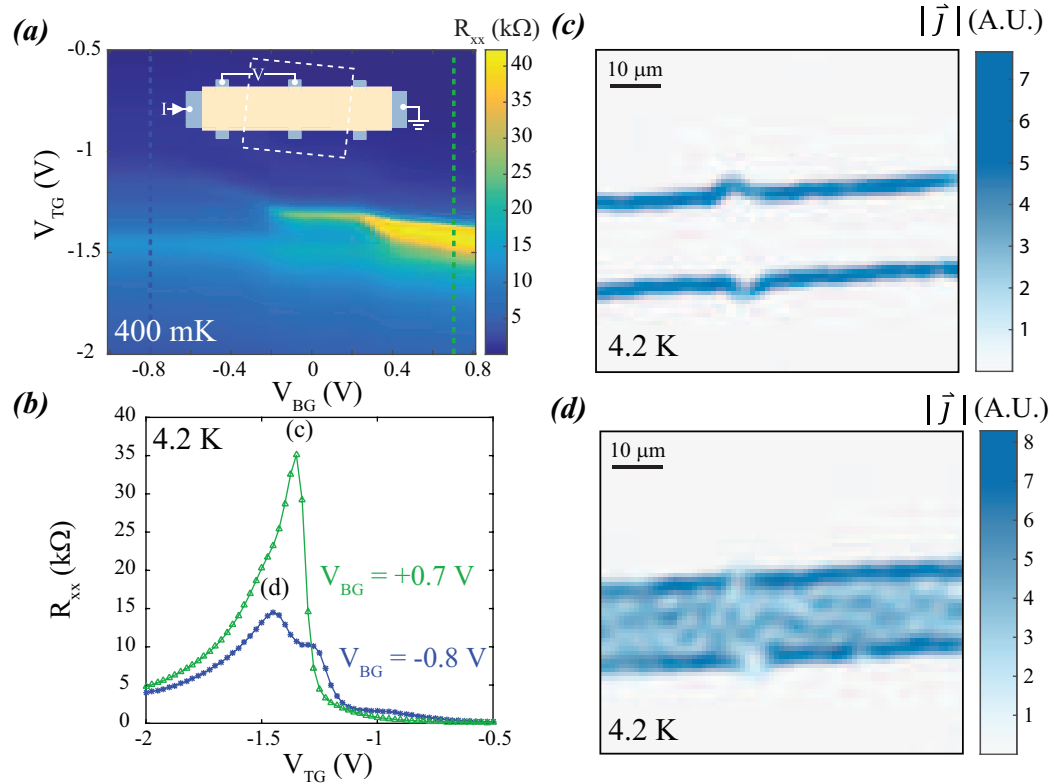 (a)
R_xx (kΩ)
-0.5
-1
-1.5
-2
V_TG (V)
I
V
400 mK
40
35
30
25
20
15
10
5
-0.8
-0.4
0
0.4
0.8
V_BG (V)
(b)
4.2 K
(c)
(d)
V_BG = +0.7 V
V_BG = -0.8 V
40
35
30
25
20
15
10
5
0
R_xx (kΩ)
-2
-1.5
-1
-0.5
V_TG (V)
(c)
| j⃗ | (A.U.)
10 μm
4.2 K
7
6
5
4
3
2
1
(d)
| j⃗ | (A.U.)
10 μm
4.2 K
8
7
6
5
4
3
2
1